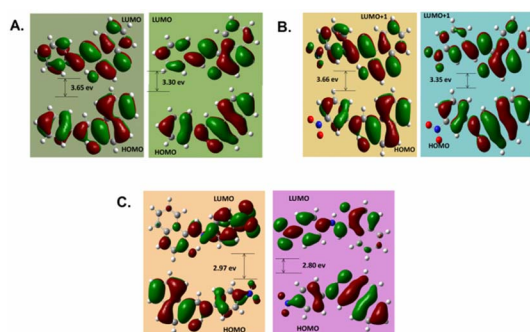 A.
LUMO
3.65 ev
HOMO
LUMO
3.30 ev
HOMO
B.
LUMO+1
3.66 ev
HOMO
LUMO+1
3.35 ev
HOMO
C.
LUMO
2.97 ev
HOMO
LUMO
2.80 ev
HOMO